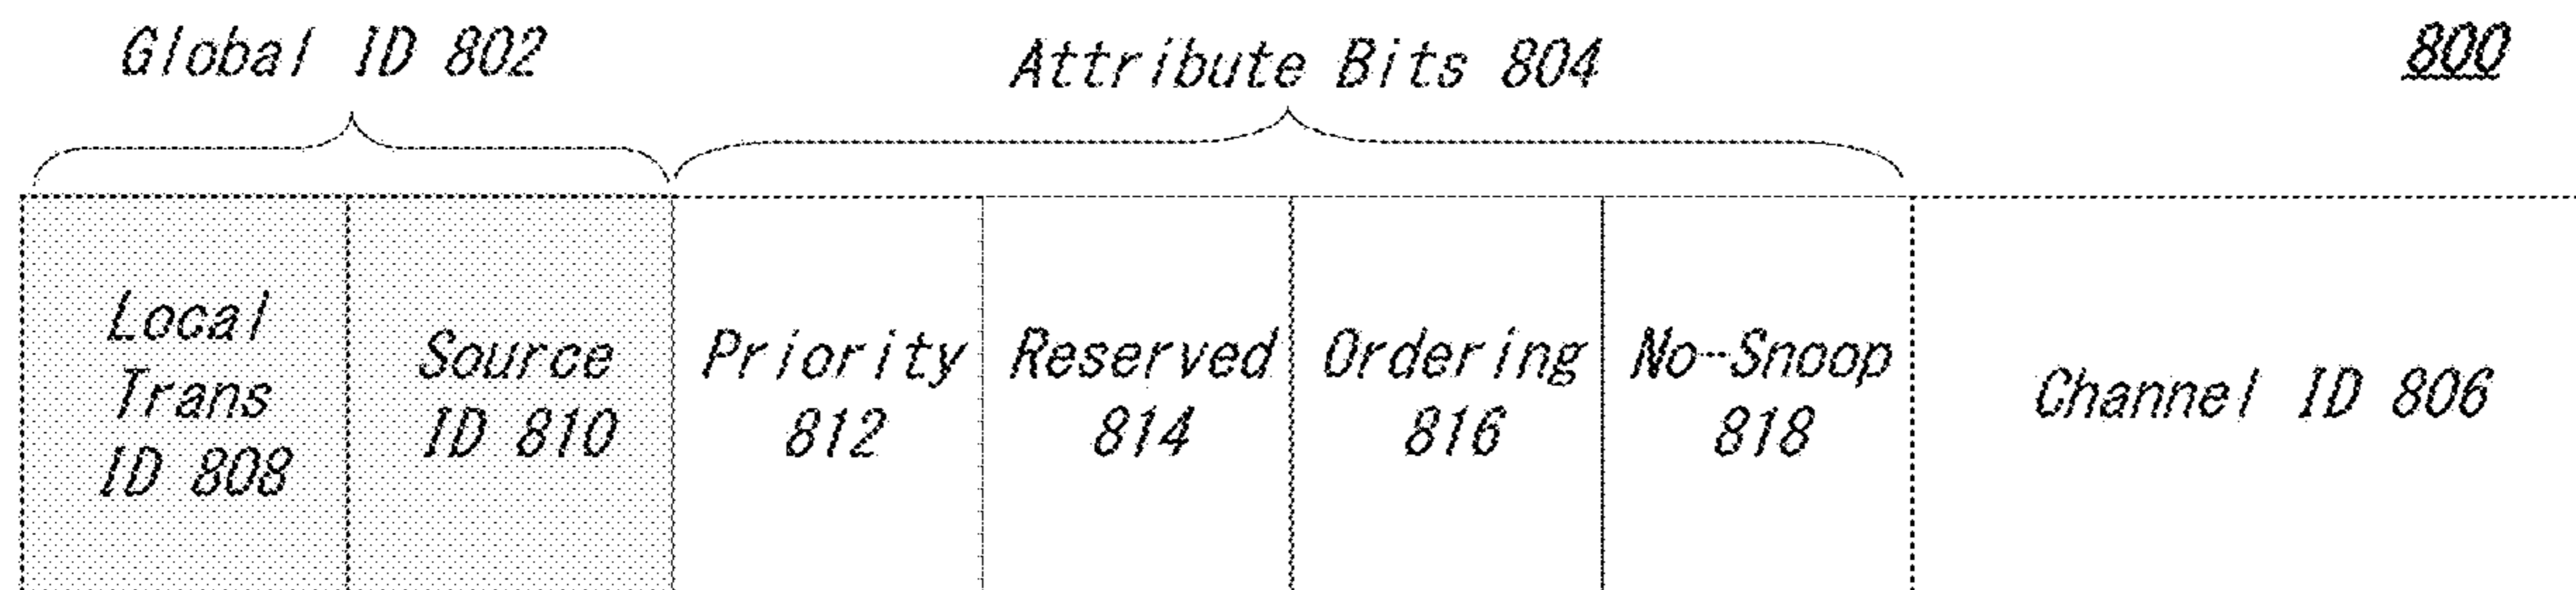 Global ID 802
Attribute Bits 804
800
Local
Trans
ID 808
Source
ID 810
Priority
812
Reserved
814
Ordering
816
No-Snoop
818
Channel ID 806